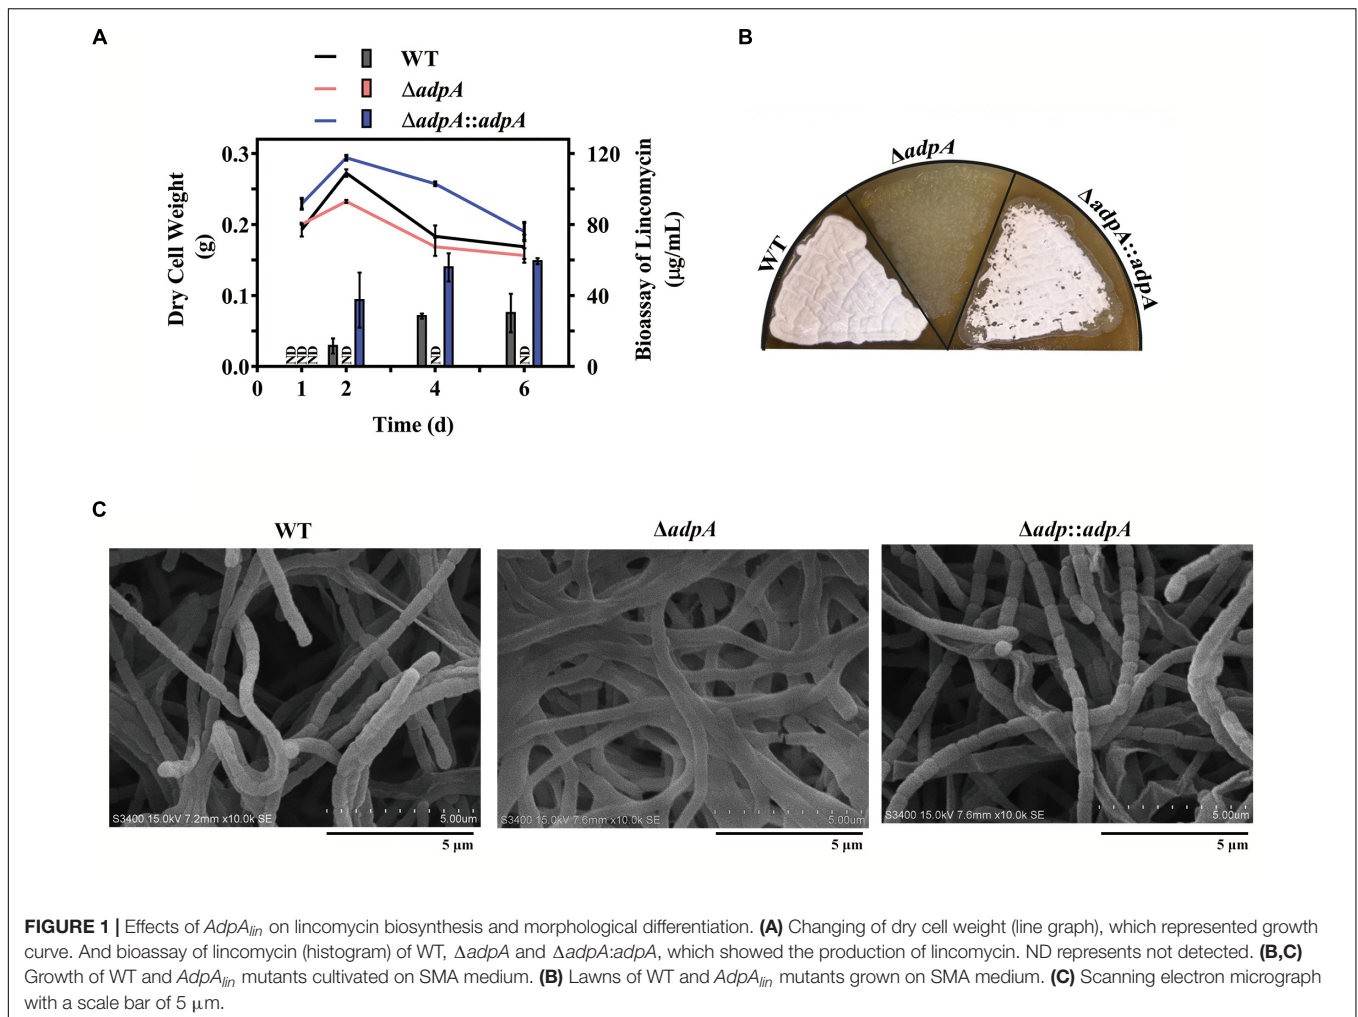 A
WT
ΔadpA
ΔadpA::adpA
0.3
0.2
0.1
0.0
Dry Cell Weight
(g)
120
80
40
0
Bioassay of Lincomycin
(μg/mL)
ND
ND
ND
ND
ND
ND
0 1 2 4 6
Time (d)
B
WT
ΔadpA
ΔadpA::adpA
C
WT
ΔadpA
Δadp::adpA
S3400 15.0kV 7.2mm x10.0k SE 5.00um
S3400 15.0kV 7.6mm x10.0k SE 5.00um
S3400 15.0kV 7.6mm x10.0k SE 5.00um
5 μm
5 μm
5 μm
FIGURE 1 | Effects of AdpAlin on lincomycin biosynthesis and morphological differentiation. (A) Changing of dry cell weight (line graph), which represented growth
curve. And bioassay of lincomycin (histogram) of WT, ΔadpA and ΔadpA:adpA, which showed the production of lincomycin. ND represents not detected. (B,C)
Growth of WT and AdpAlin mutants cultivated on SMA medium. (B) Lawns of WT and AdpAlin mutants grown on SMA medium. (C) Scanning electron micrograph
with a scale bar of 5 μm.